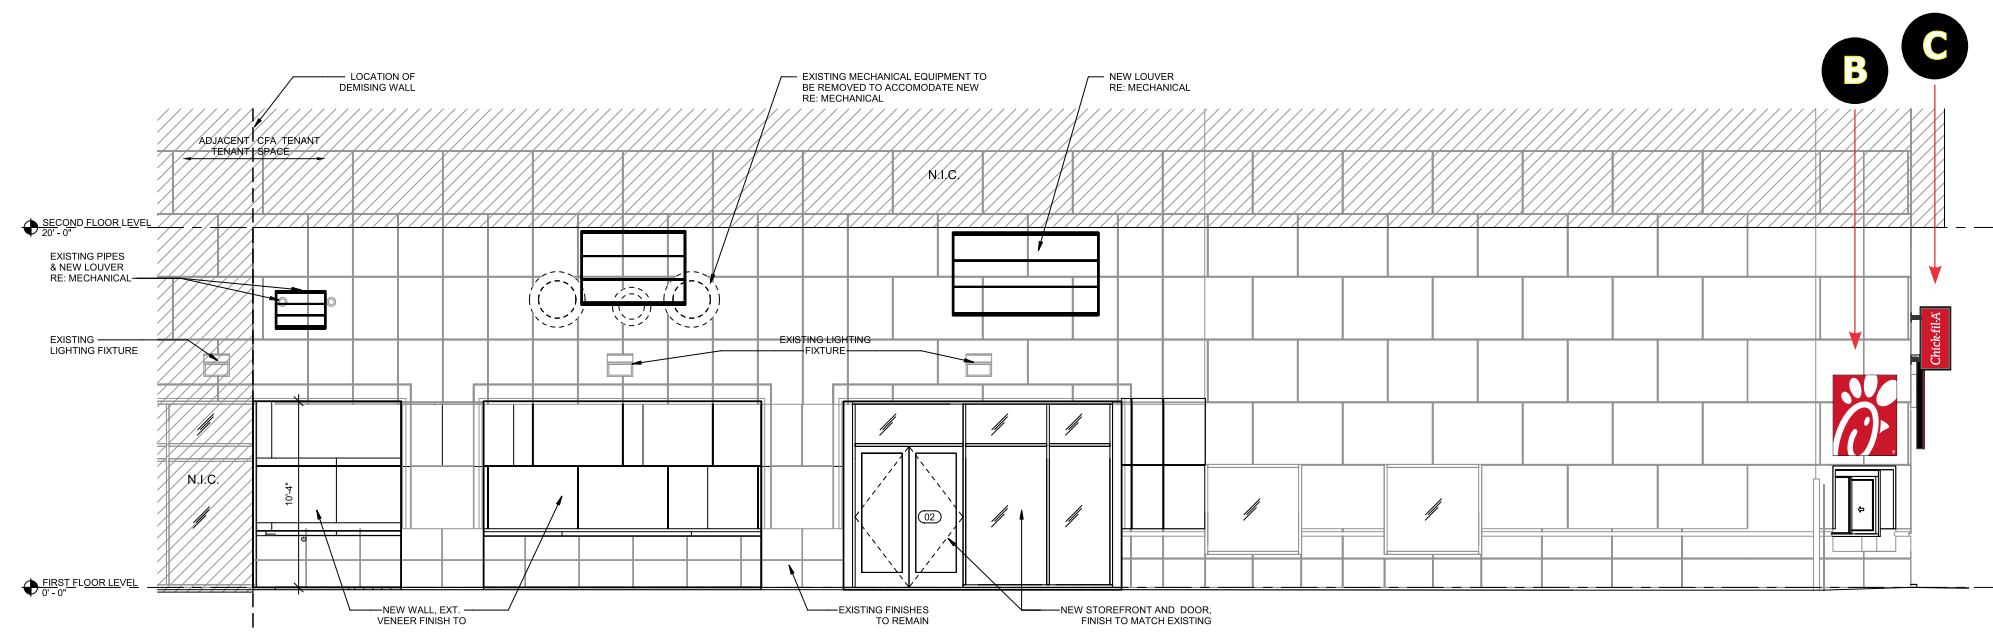 B
C
LOCATION OF
DEMISING WALL
EXISTING MECHANICAL EQUIPMENT TO
BE REMOVED TO ACCOMODATE NEW
RE: MECHANICAL
NEW LOUVER
RE: MECHANICAL
ADJACENT CFA TENANT
TENANT SPACE
N.I.C.
SECOND FLOOR LEVEL
20' - 0"
EXISTING PIPES
& NEW LOUVER
RE: MECHANICAL
Chick-fil-A
EXISTING
LIGHTING FIXTURE
EXISTING LIGHTING
FIXTURE
N.I.C.
10'-4"
02
FIRST FLOOR LEVEL
0' - 0"
NEW WALL, EXT.
VENEER FINISH TO
EXISTING FINISHES
TO REMAIN
NEW STOREFRONT AND DOOR,
FINISH TO MATCH EXISTING